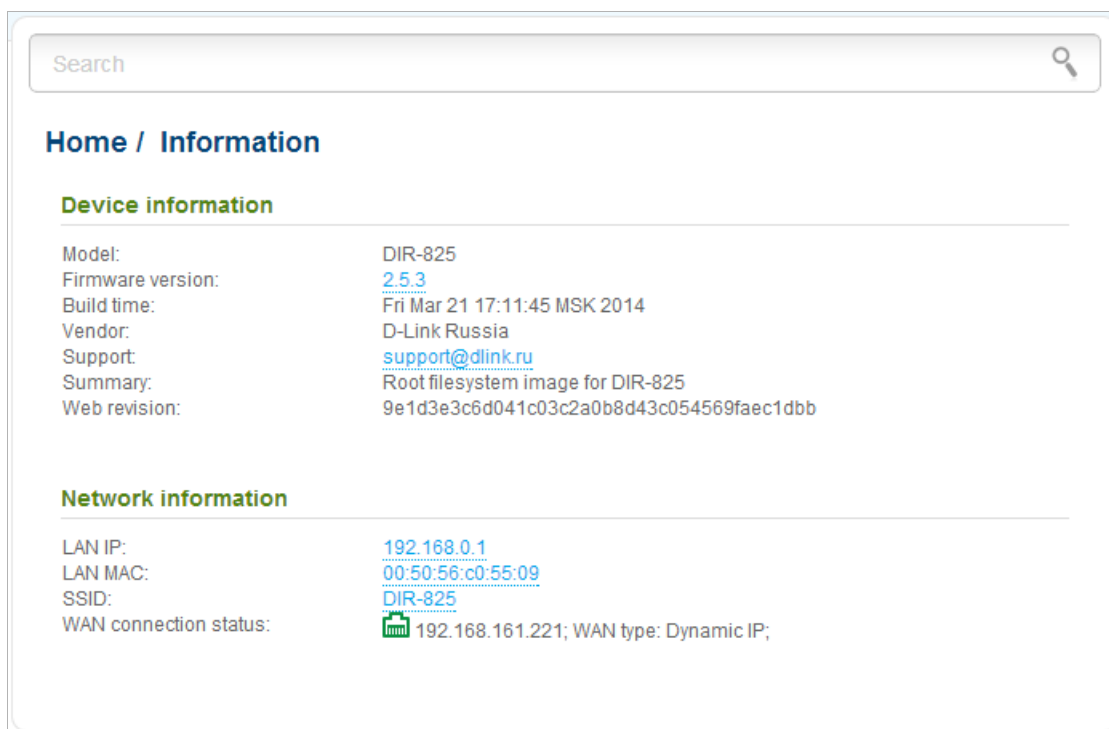 Search
Home / Information
Device information
Model: DIR-825
Firmware version: 2.5.3
Build time: Fri Mar 21 17:11:45 MSK 2014
Vendor: D-Link Russia
Support: support@dlink.ru
Summary: Root filesystem image for DIR-825
Web revision: 9e1d3e3c6d041c03c2a0b8d43c054569faec1dbb
Network information
LAN IP: 192.168.0.1
LAN MAC: 00:50:56:c0:55:09
SSID: DIR-825
WAN connection status: 192.168.161.221; WAN type: Dynamic IP;